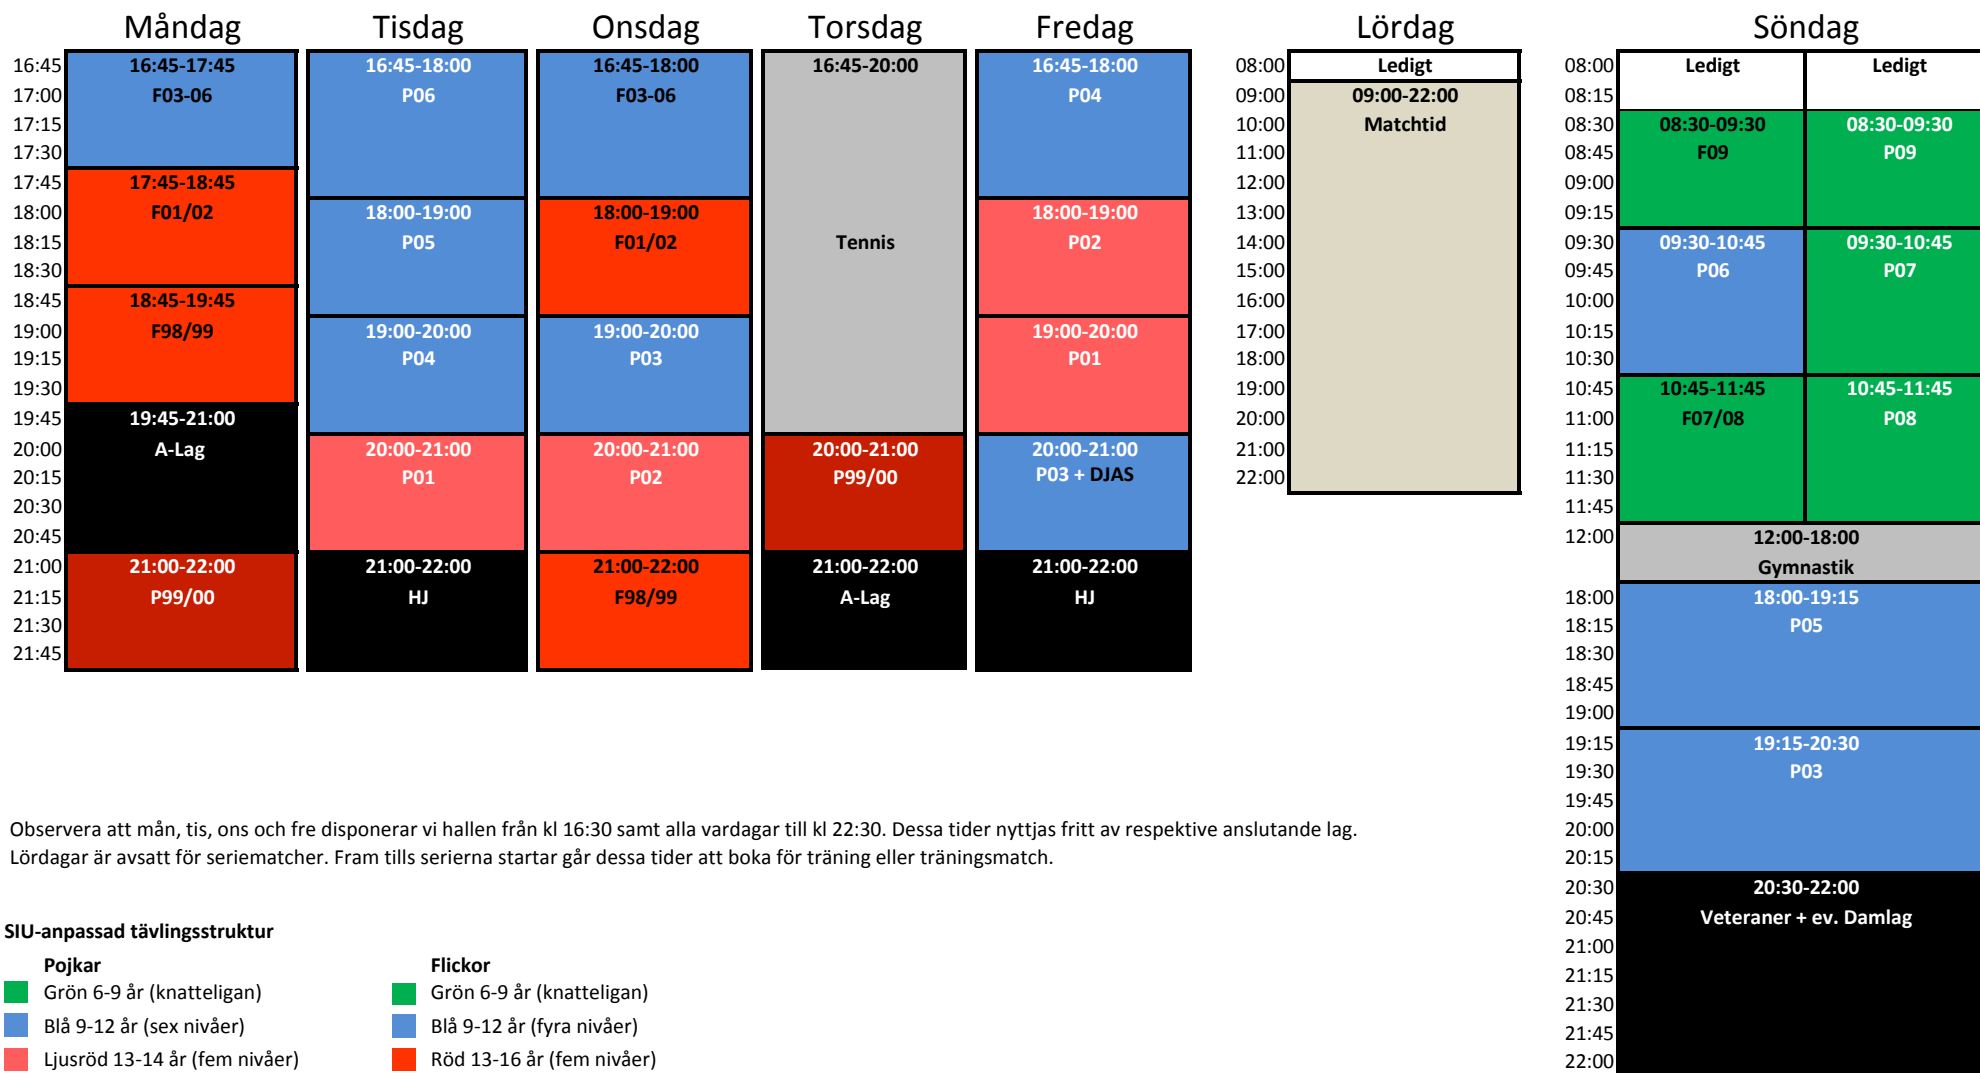 Måndag Tisdag Onsdag Torsdag Fredag Lördag Söndag
16:45 16:45-17:45 16:45-18:00 16:45-18:00 16:45-20:00 16:45-18:00 08:00 Ledigt 08:00 Ledigt Ledigt
17:00 F03-06 P06 F03-06 P04 09:00 09:00-22:00 08:15
17:15 10:00 Matchtid 08:30 08:30-09:30 08:30-09:30
17:30 11:00 08:45 F09 P09
17:45 17:45-18:45 12:00 09:00
18:00 F01/02 18:00-19:00 18:00-19:00 18:00-19:00 13:00 09:15
18:15 P05 F01/02 Tennis P02 14:00 09:30 09:30-10:45 09:30-10:45
18:30 15:00 09:45 P06 P07
18:45 18:45-19:45 16:00 10:00
19:00 F98/99 19:00-20:00 19:00-20:00 19:00-20:00 17:00 10:15
19:15 P04 P03 P01 18:00 10:30
19:30 19:00 10:45 10:45-11:45 10:45-11:45
19:45 19:45-21:00 20:00 11:00 F07/08 P08
20:00 A-Lag 20:00-21:00 20:00-21:00 20:00-21:00 20:00-21:00 21:00 11:15
20:15 P01 P02 P99/00 P03 + DJAS 22:00 11:30
20:30 11:45
20:45 12:00 12:00-18:00
21:00 21:00-22:00 21:00-22:00 21:00-22:00 21:00-22:00 21:00-22:00 Gymnastik
21:15 P99/00 HJ F98/99 A-Lag HJ 18:00 18:00-19:15
21:30 18:15 P05
21:45 18:30
18:45
19:00
19:15 19:15-20:30
19:30 P03
19:45
Observera att mån, tis, ons och fre disponerar vi hallen från kl 16:30 samt alla vardagar till kl 22:30. Dessa tider nyttjas fritt av respektive anslutande lag. 20:00
Lördagar är avsatt för seriematcher. Fram tills serierna startar går dessa tider att boka för träning eller träningsmatch. 20:15
20:30 20:30-22:00
20:45 Veteraner + ev. Damlag
SIU-anpassad tävlingsstruktur 21:00
Pojkar Flickor 21:15
Grön 6-9 år (knatteligan) Grön 6-9 år (knatteligan) 21:30
Blå 9-12 år (sex nivåer) Blå 9-12 år (fyra nivåer) 21:45
Ljusröd 13-14 år (fem nivåer) Röd 13-16 år (fem nivåer) 22:00